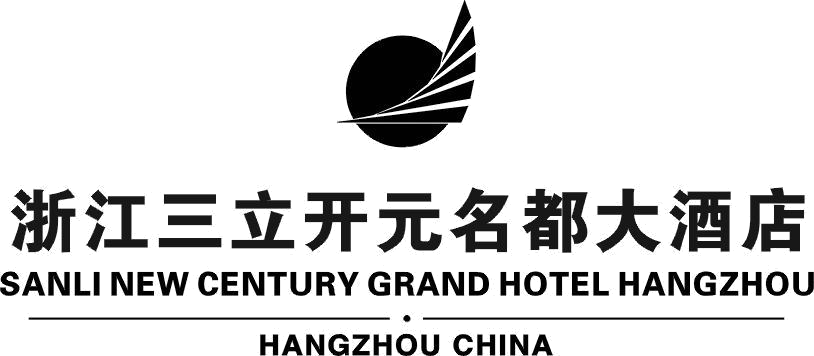 浙江三立开元名都大酒店
SANLI NEW CENTURY GRAND HOTEL HANGZHOU
HANGZHOU CHINA